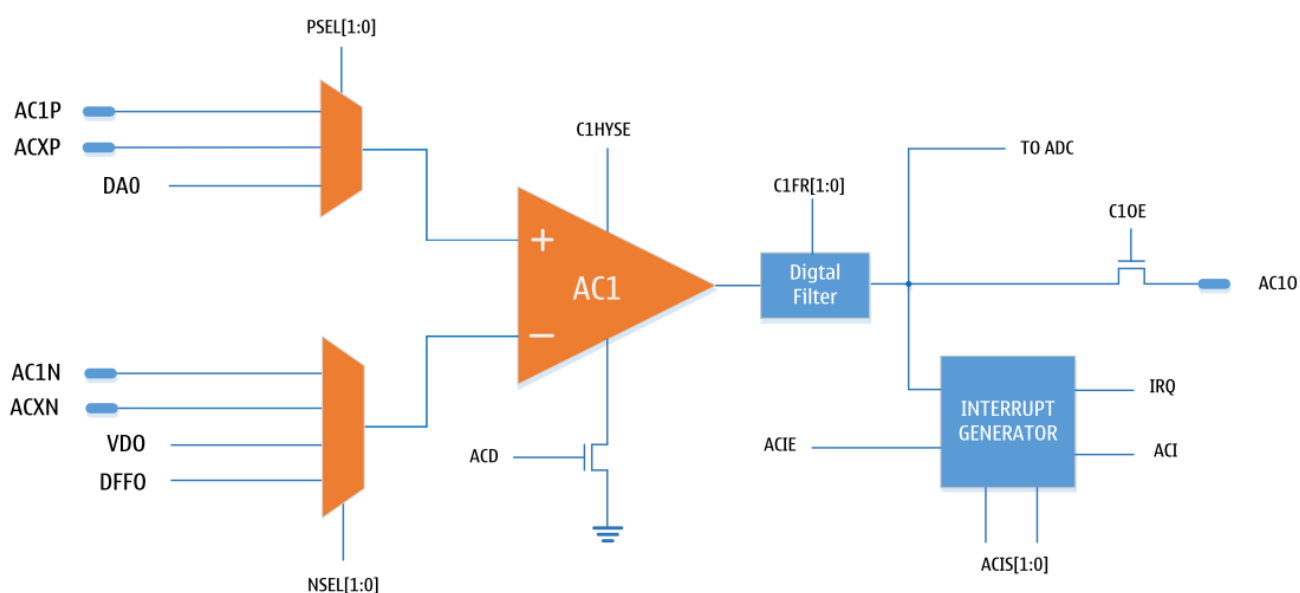 PSEL[1:0]
AC1P
ACXP
DAO
C1HYSE
TO ADC
C1FR[1:0]
C1OE
+
AC1
Digtal
Filter
AC1O
−
AC1N
ACXN
VDO
DFFO
INTERRUPT
GENERATOR
IRQ
ACIE
ACI
ACD
ACIS[1:0]
NSEL[1:0]